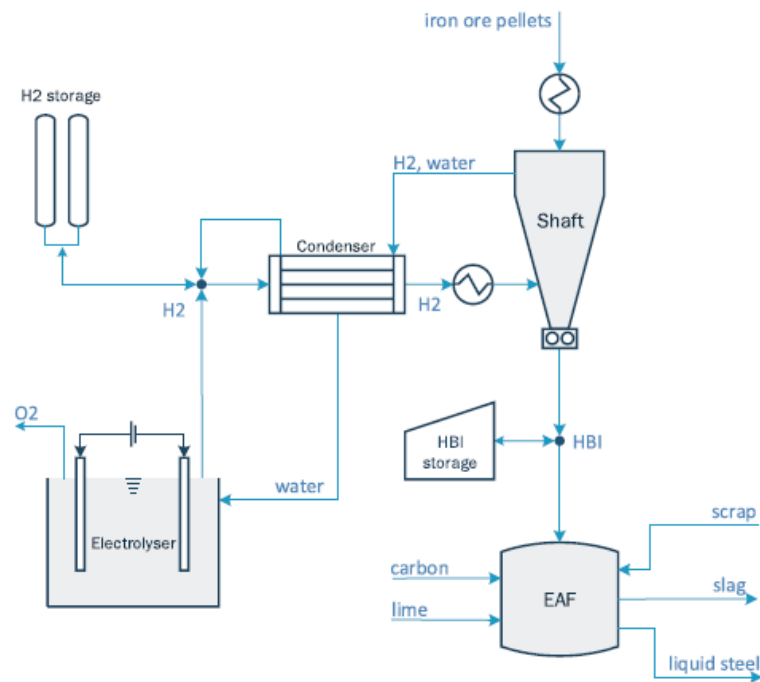 iron ore pellets
H2 storage
H2, water
Shaft
Condenser
H2
H2
O2
HBI
HBI
storage
water
Electrolyser
scrap
carbon
EAF
slag
lime
liquid steel